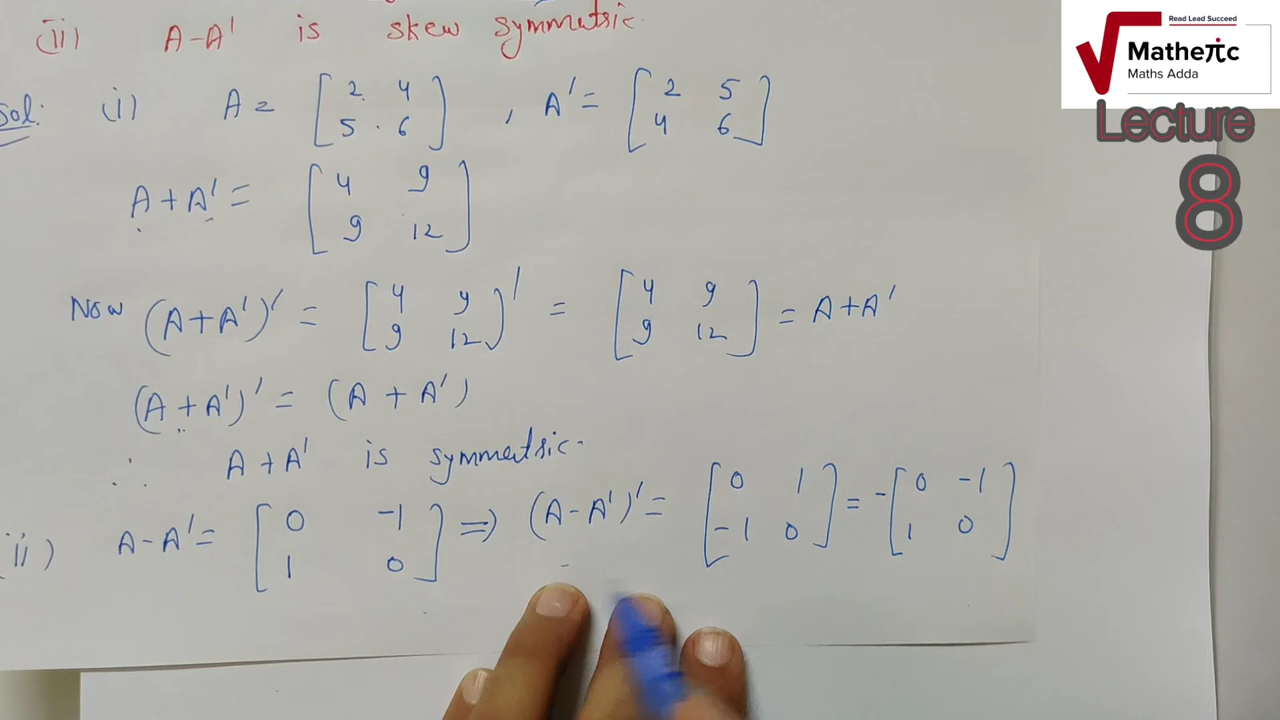 (ii) A-A' is skew symmetric.
Read Lead Succeed
Matheπc
Maths Adda
Lecture
8
Sol: (i) A = [2 4
5 6] , A' = [2 5
4 6]
A+A' = [4 9
9 12]
Now (A+A')' = [4 9
9 12]' = [4 9
9 12] = A+A'
(A+A')' = (A + A')
∴ A+A' is symmetric.
(ii) A-A' = [0 -1
1 0] ⇒ (A-A')' = [0 1
-1 0] = -[0 -1
1 0]